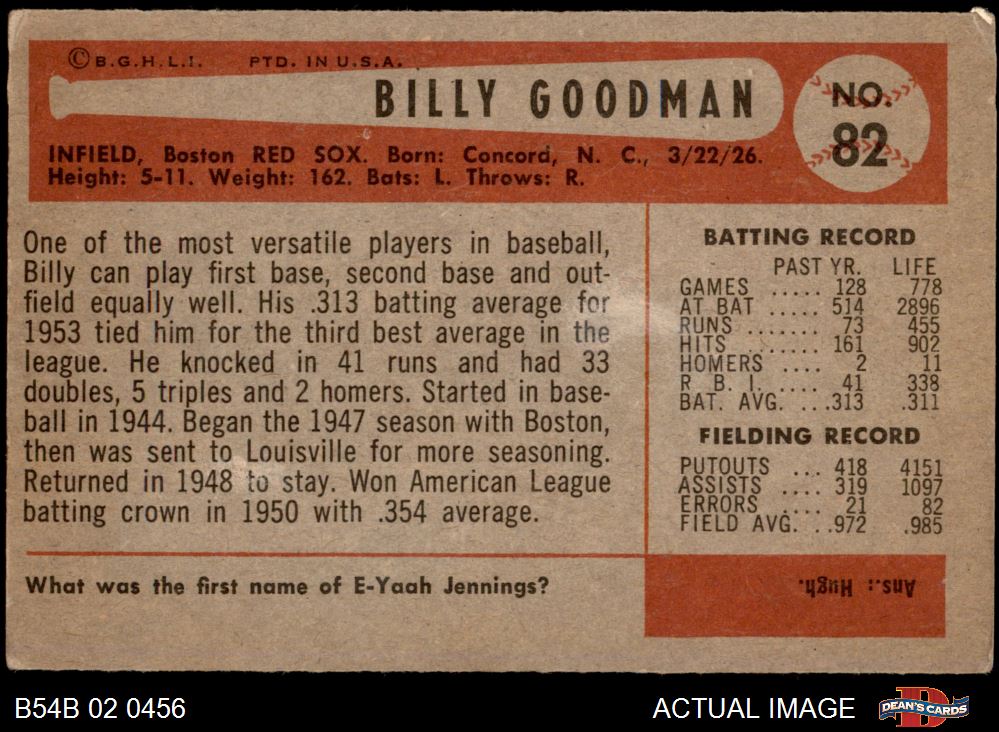 © B.G.H.L.I. PTD. IN U.S.A.
BILLY GOODMAN
NO.
82
INFIELD, Boston RED SOX. Born: Concord, N. C., 3/22/26.
Height: 5-11. Weight: 162. Bats: L. Throws: R.
One of the most versatile players in baseball,
Billy can play first base, second base and out-
field equally well. His .313 batting average for
1953 tied him for the third best average in the
league. He knocked in 41 runs and had 33
doubles, 5 triples and 2 homers. Started in base-
ball in 1944. Began the 1947 season with Boston,
then was sent to Louisville for more seasoning.
Returned in 1948 to stay. Won American League
batting crown in 1950 with .354 average.
BATTING RECORD
PAST YR. LIFE
GAMES ..... 128 778
AT BAT ..... 514 2896
RUNS ....... 73 455
HITS ........ 161 902
HOMERS .... 2 11
R. B. I. .... 41 338
BAT. AVG. ...313 .311
FIELDING RECORD
PUTOUTS ... 418 4151
ASSISTS .... 319 1097
ERRORS .... 21 82
FIELD AVG. ..972 .985
What was the first name of E-Yaah Jennings?
Ans.: Hugh.
B54B 02 0456
ACTUAL IMAGE
D
DEAN'S CARDS